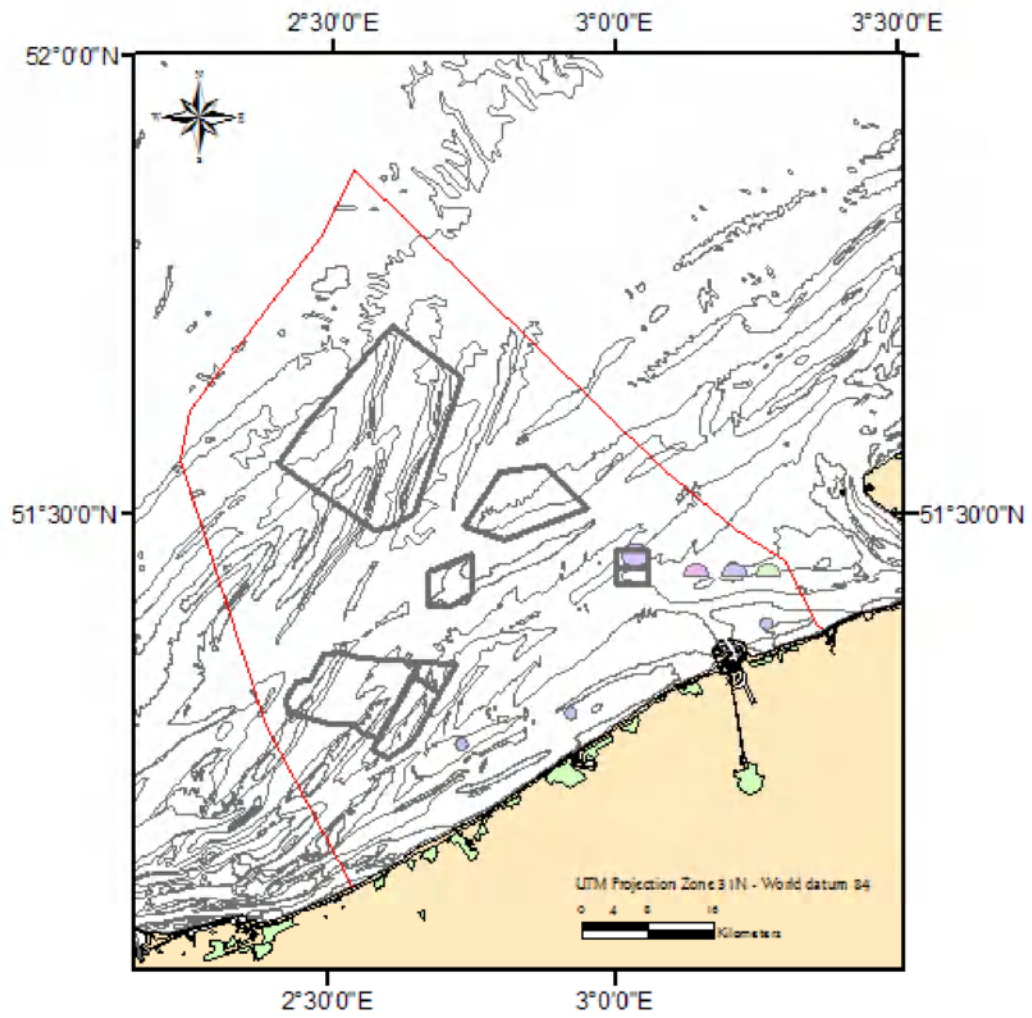 2°30'0"E 3°0'0"E 3°30'0"E
52°0'0"N
51°30'0"N 51°30'0"N
UTM Projection Zone 31N - World datum 84
0 4 8 16
Kilometers
2°30'0"E 3°0'0"E